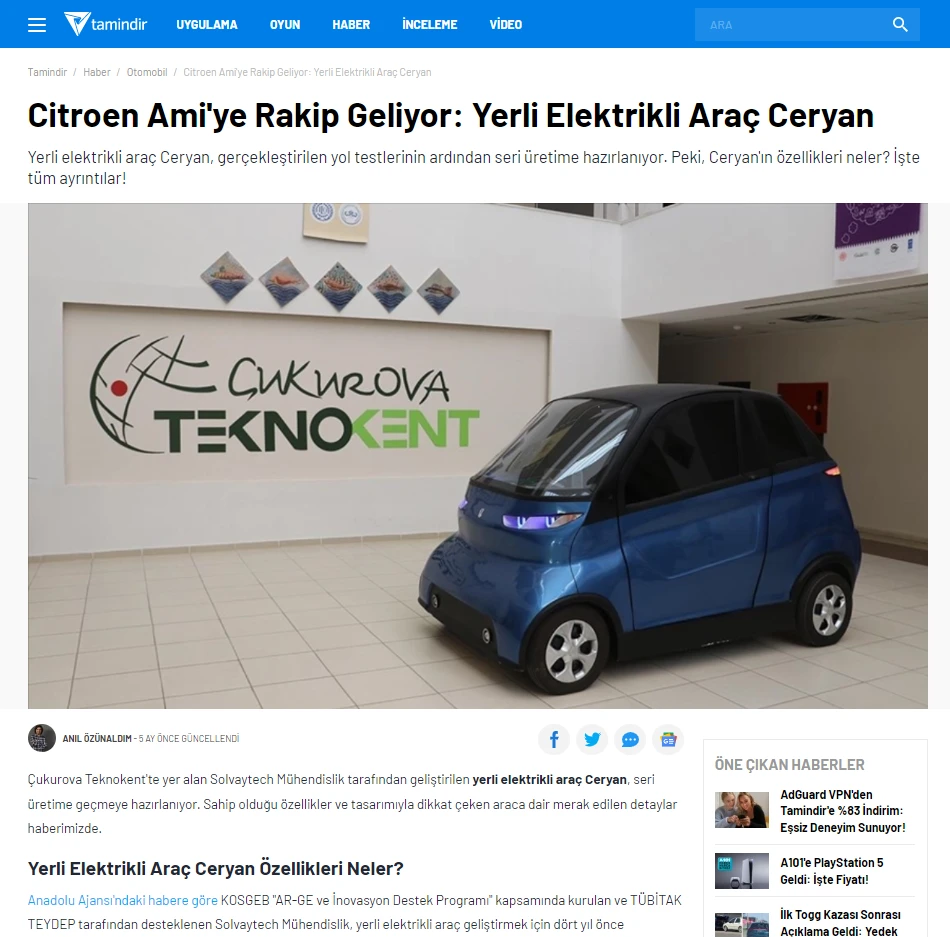 tamindir
UYGULAMA
OYUN
HABER
İNCELEME
VİDEO
ARA
Tamindir / Haber / Otomobil / Citroen Ami'ye Rakip Geliyor: Yerli Elektrikli Araç Ceryan
Citroen Ami'ye Rakip Geliyor: Yerli Elektrikli Araç Ceryan
Yerli elektrikli araç Ceryan, gerçekleştirilen yol testlerinin ardından seri üretime hazırlanıyor. Peki, Ceryan'ın özellikleri neler? İşte
tüm ayrıntılar!
ÇUKUROVA
TEKNOKENT
ANIL ÖZÜNALDIM - 5 AY ÖNCE GÜNCELLENDİ
Çukurova Teknokent'te yer alan Solvaytech Mühendislik tarafından geliştirilen yerli elektrikli araç Ceryan, seri
üretime geçmeye hazırlanıyor. Sahip olduğu özellikler ve tasarımıyla dikkat çeken araca dair merak edilen detaylar
haberimizde.
Yerli Elektrikli Araç Ceryan Özellikleri Neler?
Anadolu Ajansı'ndaki habere göre KOSGEB "AR-GE ve İnovasyon Destek Programı" kapsamında kurulan ve TÜBİTAK
TEYDEP tarafından desteklenen Solvaytech Mühendislik, yerli elektrikli araç geliştirmek için dört yıl önce
ÖNE ÇIKAN HABERLER
AdGuard VPN'den
Tamindir'e %83 İndirim:
Eşsiz Deneyim Sunuyor!
A101'e PlayStation 5
Geldi: İşte Fiyatı!
İlk Togg Kazası Sonrası
Açıklama Geldi: Yedek